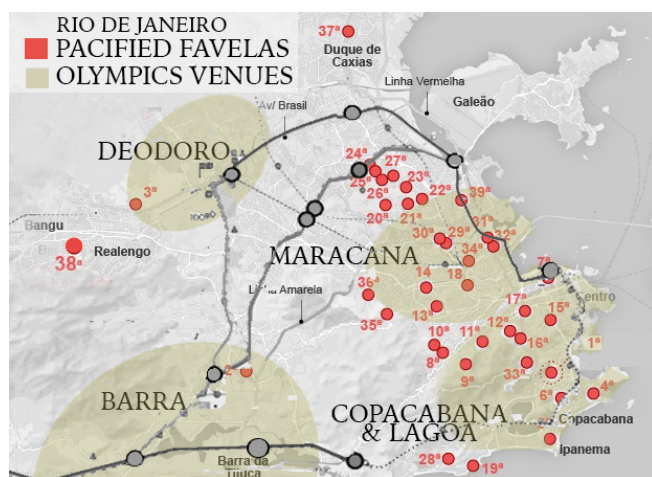 RIO DE JANEIRO
PACIFIED FAVELAS
OLYMPICS VENUES
37ª
Duque de
Caxias
Linha Vermelha
Galeão
Av/ Brasil
DEODORO
24ª
27ª
25ª
23ª
3ª
26ª
22ª
39ª
20ª
21ª
Bangu
31ª
30ª
29ª
32ª
Realengo
MARACANA
34ª
38ª
18
7ª
14
36ª
Amarela
17ª
Centro
13ª
15ª
35ª
12ª
10ª
11ª
16ª
1ª
8ª
9ª
33ª
BARRA
6ª
4ª
COPACABANA
& LAGOA
Copacabana
Ipanema
Barra da
Tijuca
28ª
19ª